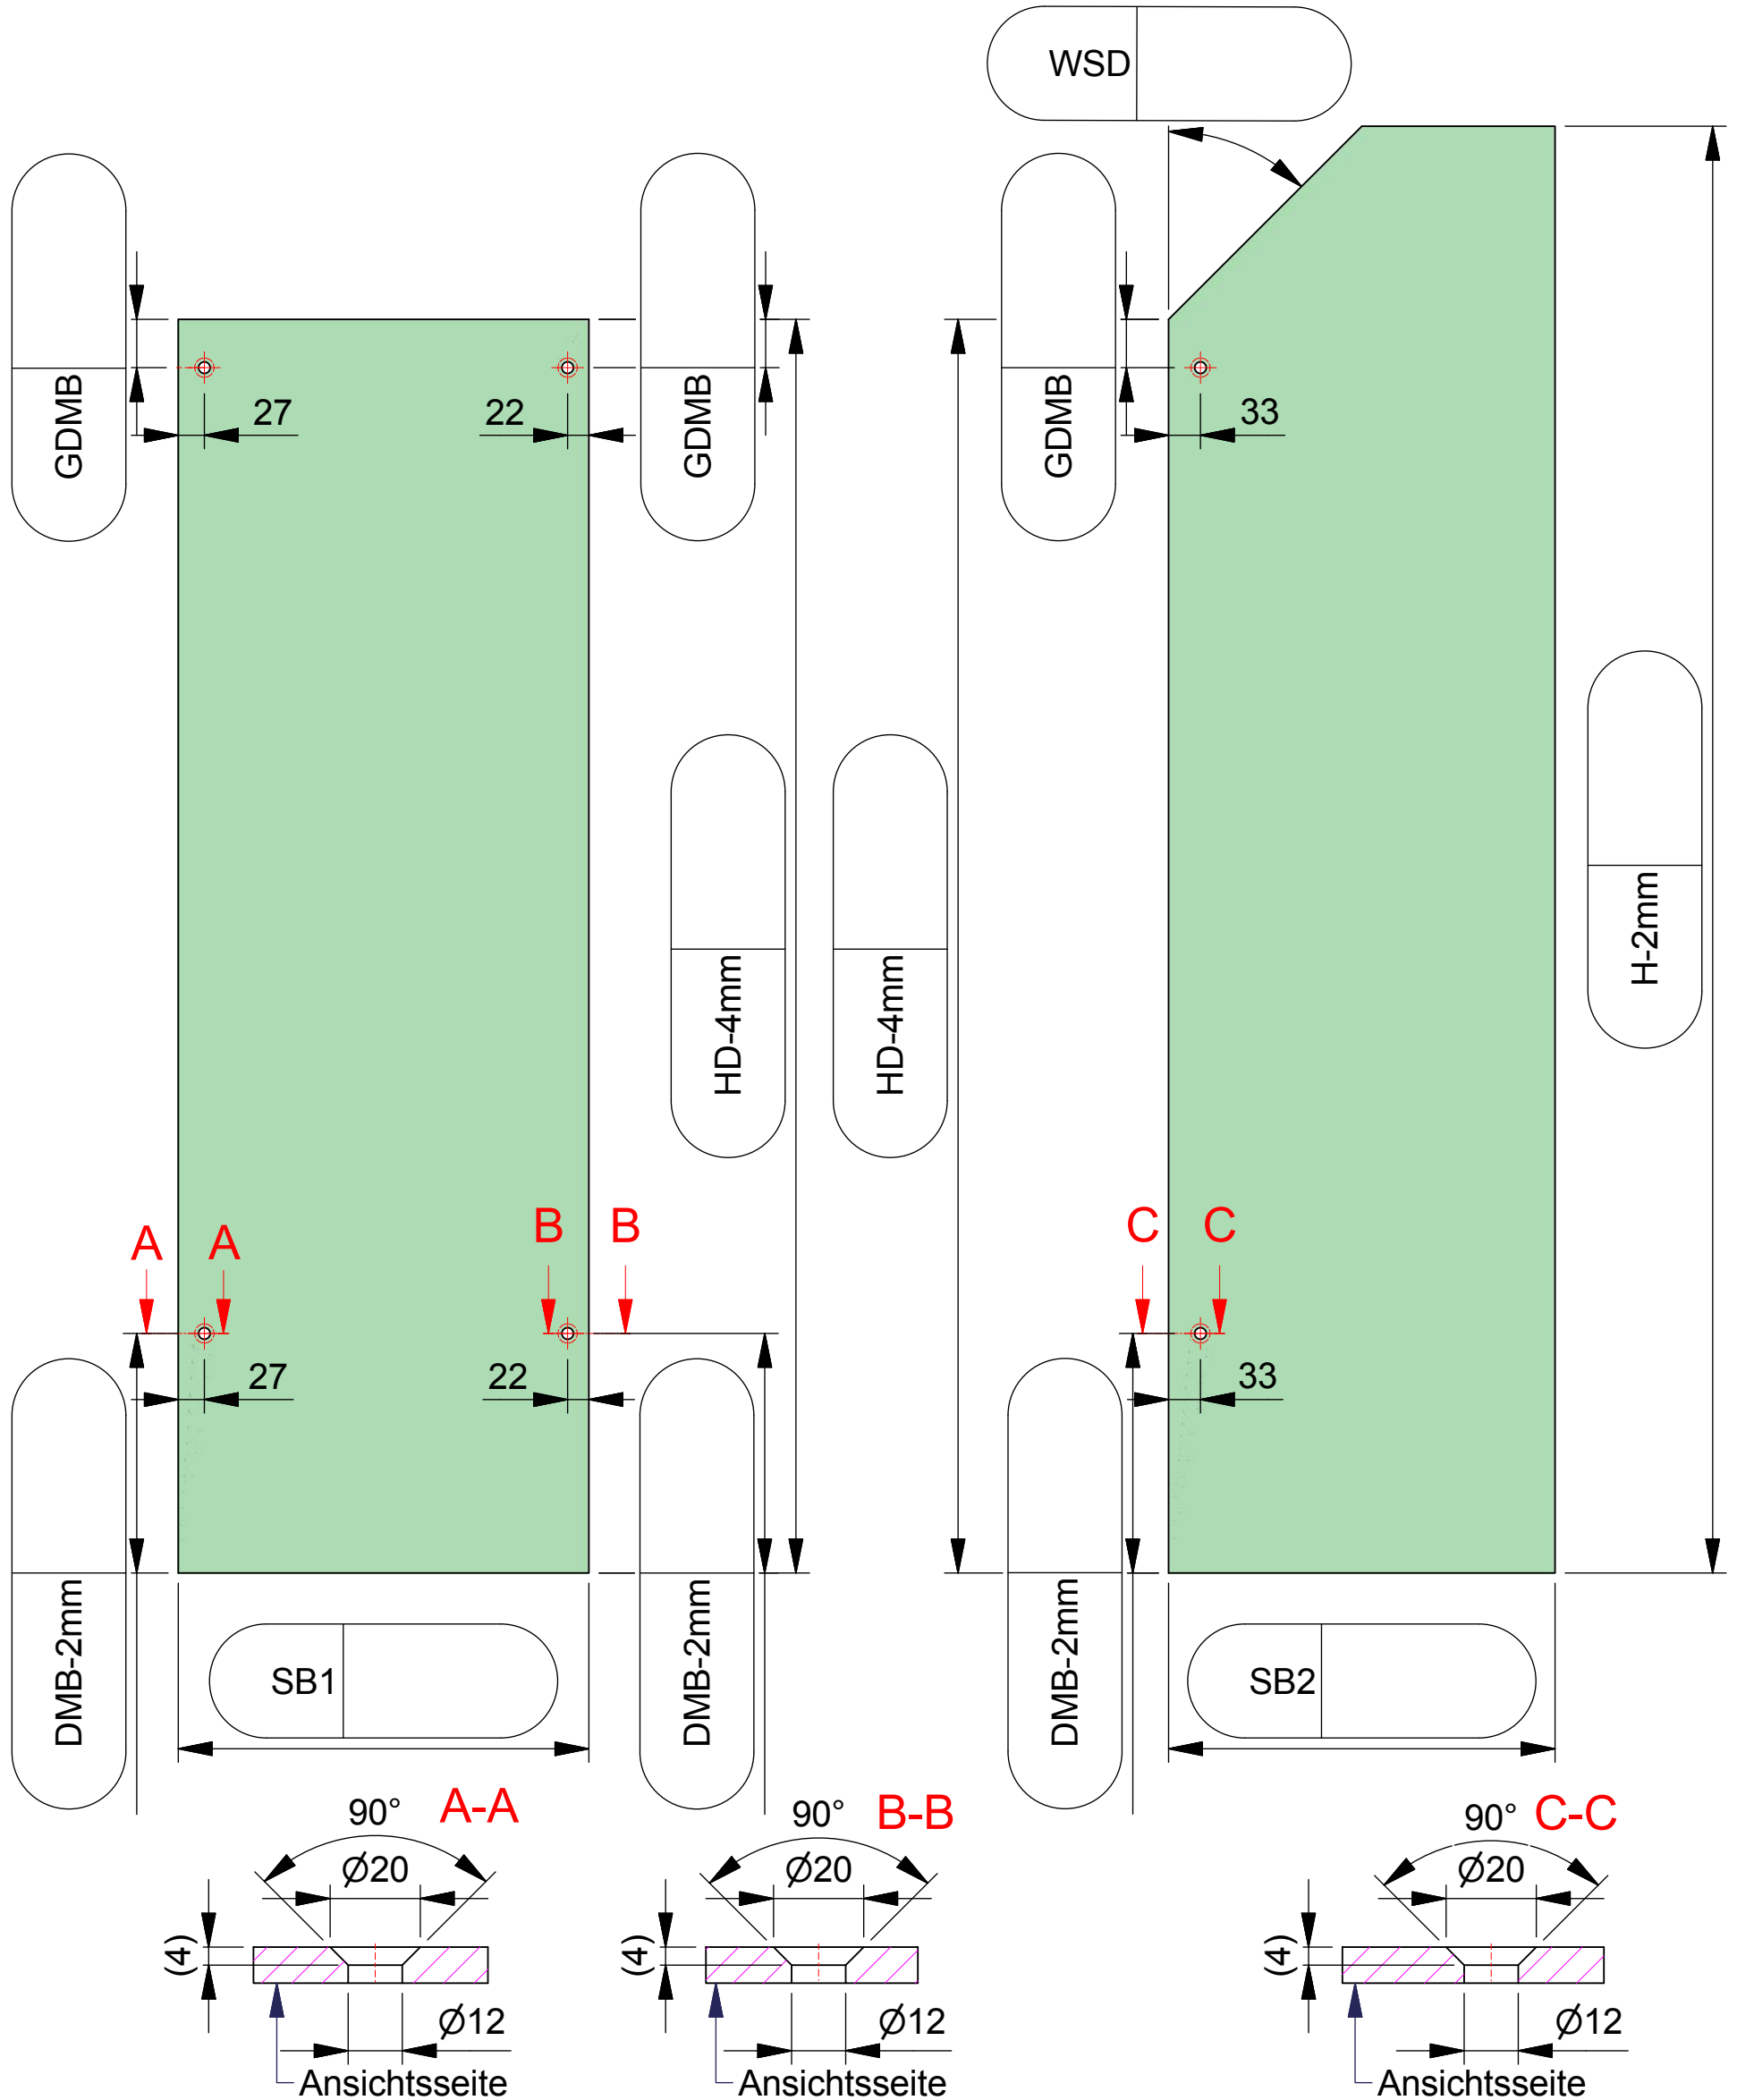 WSD
GDMB
GDMB
GDMB
27
22
33
HD-4mm
HD-4mm
H-2mm
A
A
B
B
C
C
27
22
33
DMB-2mm
DMB-2mm
DMB-2mm
SB1
SB2
90°
A-A
90°
B-B
90°
C-C
Ø20
Ø20
Ø20
(4)
(4)
(4)
Ø12
Ø12
Ø12
Ansichtsseite
Ansichtsseite
Ansichtsseite